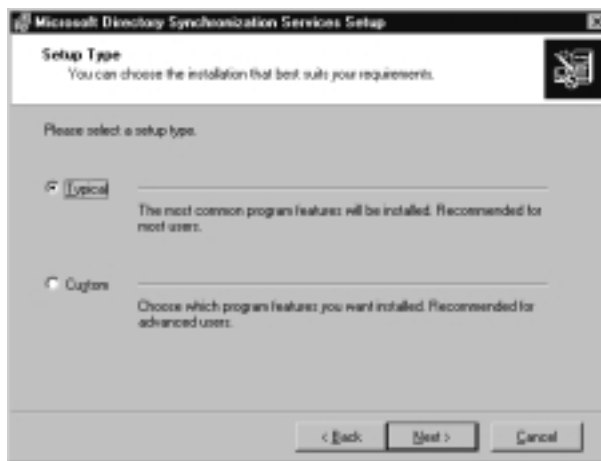 Microsoft Directory Synchronization Services Setup
Setup Type
You can choose the installation that best suits your requirements.
Please select a setup type.
Typical
The most common program features will be installed. Recommended for
most users.
Custom
Choose which program features you want installed. Recommended for
advanced users.
< Back Next > Cancel